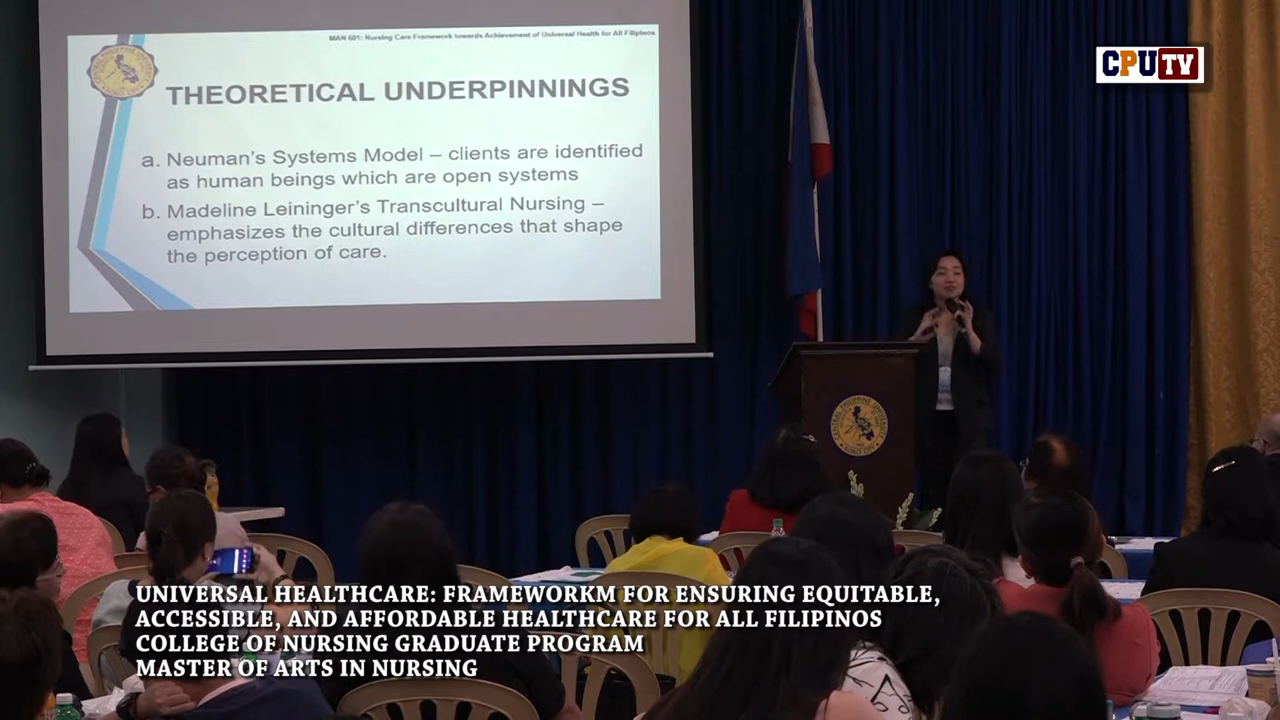 MAN 601: Nursing Care Framework towards Achievement of Universal Health for All Filipinos
CPUTV
THEORETICAL UNDERPINNINGS
a. Neuman's Systems Model – clients are identified
as human beings which are open systems
b. Madeline Leininger's Transcultural Nursing –
emphasizes the cultural differences that shape
the perception of care.
UNIVERSAL HEALTHCARE: FRAMEWORKM FOR ENSURING EQUITABLE,
ACCESSIBLE, AND AFFORDABLE HEALTHCARE FOR ALL FILIPINOS
COLLEGE OF NURSING GRADUATE PROGRAM
MASTER OF ARTS IN NURSING